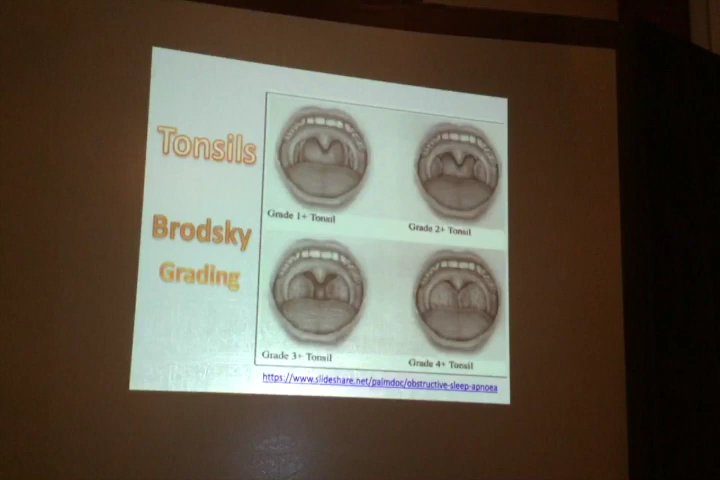 Tonsils
Brodsky
Grading
Grade 1+ Tonsil
Grade 2+ Tonsil
Grade 3+ Tonsil
Grade 4+ Tonsil
https://www.slideshare.net/palmdoc/obstructive-sleep-apnoea